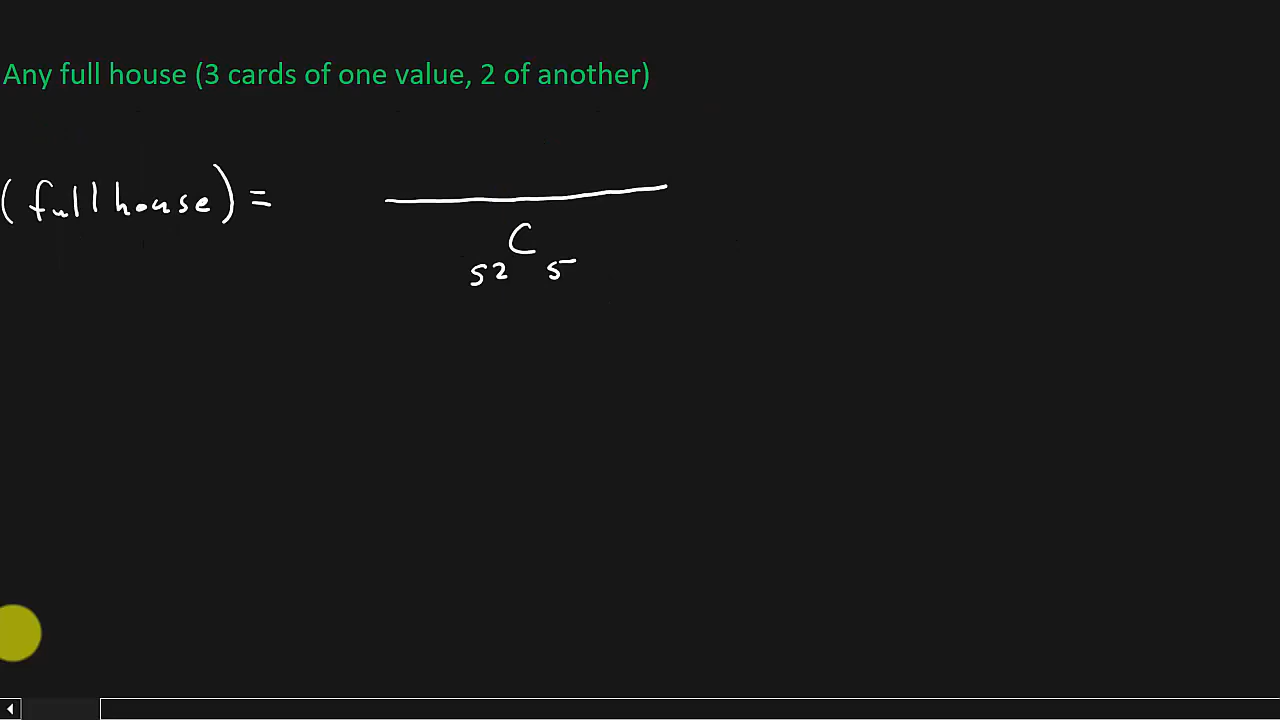 Any full house (3 cards of one value, 2 of another)
(full house) =
52 C 5